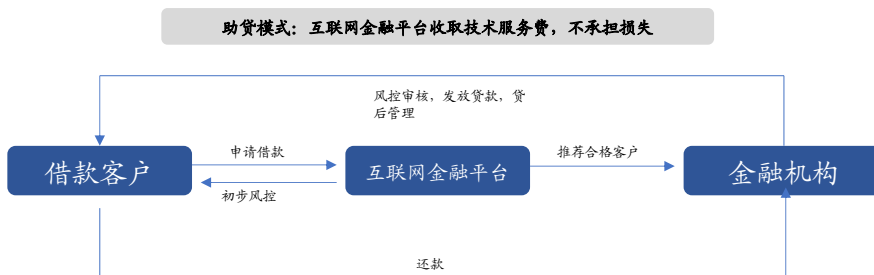 助贷模式：互联网金融平台收取技术服务费，不承担损失
风控审核，发放贷款，贷
后管理
借款客户
申请借款
初步风控
互联网金融平台
推荐合格客户
金融机构
还款